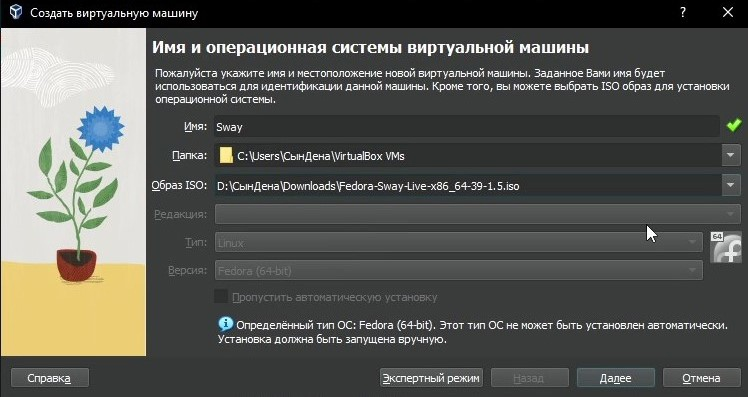 Создать виртуальную машину
?
Имя и операционная системы виртуальной машины
Пожалуйста укажите имя и местоположение новой виртуальной машины. Заданное Вами имя будет
использоваться для идентификации данной машины. Кроме того, вы можете выбрать ISO образ для установки
операционной системы.
Имя: Sway
Папка: C:\Users\СынДена\VirtualBox VMs
Образ ISO: D:\СынДена\Downloads\Fedora-Sway-Live-x86_64-39-1.5.iso
Редакция:
Тип: Linux
64
Версия: Fedora (64-bit)
Пропустить автоматическую установку
Определённый тип ОС: Fedora (64-bit). Этот тип ОС не может быть установлен автоматически.
Установка должна быть запущена вручную.
Справка Экспертный режим Назад Далее Отмена